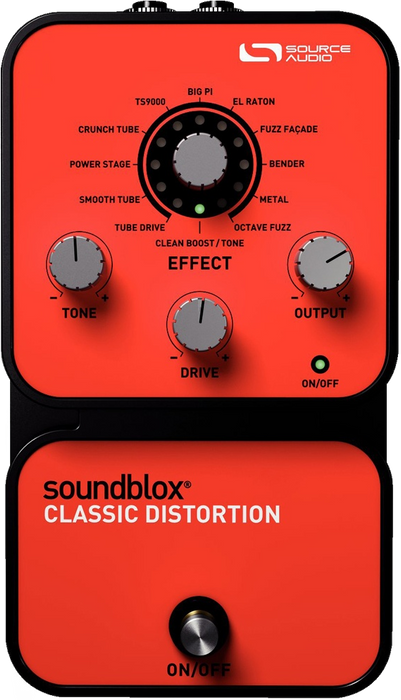 SOURCE
AUDIO
BIG PI
TS9000
EL RATON
CRUNCH TUBE
FUZZ FAÇADE
POWER STAGE
BENDER
SMOOTH TUBE
METAL
TUBE DRIVE
OCTAVE FUZZ
CLEAN BOOST / TONE
EFFECT
- +
TONE
- +
OUTPUT
- +
DRIVE
ON/OFF
soundblox®
CLASSIC DISTORTION
ON/OFF